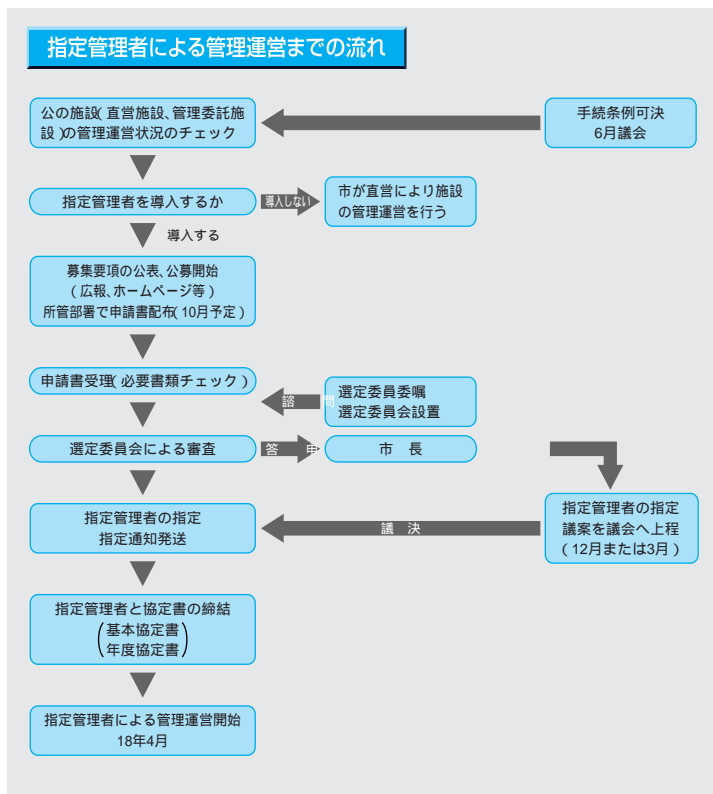 指定管理者による管理運営までの流れ
公の施設(直営施設、管理委託施
設)の管理運営状況のチェック
手続条例可決
6月議会
指定管理者を導入するか
導入しない
市が直営により施設
の管理運営を行う
導入する
募集要項の公表、公募開始
(広報、ホームページ等)
所管部署で申請書配布(10月予定)
申請書受理(必要書類チェック)
諮 問
選定委員委嘱
選定委員会設置
選定委員会による審査
答 申
市 長
指定管理者の指定
議案を議会へ上程
(12月または3月)
議 決
指定管理者の指定
指定通知発送
指定管理者と協定書の締結
(基本協定書
年度協定書)
指定管理者による管理運営開始
18年4月